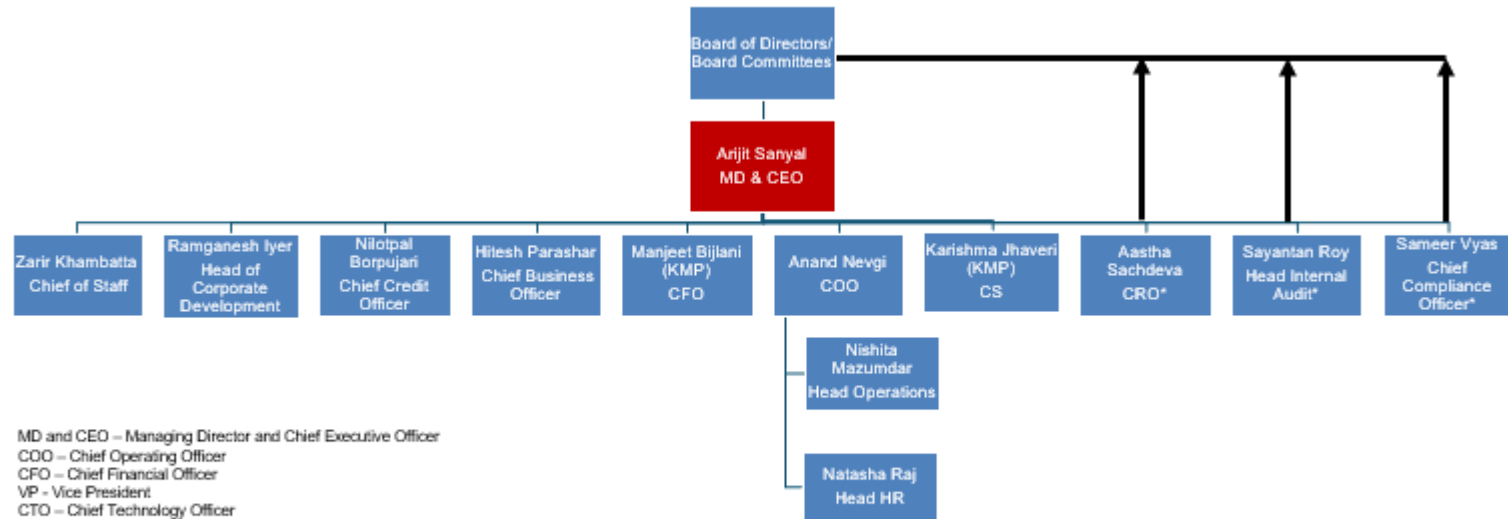 Board of Directors/
Board Committees
Arijit Sanyal
MD & CEO
Zarir Khambatta
Chief of Staff
Ramganesh Iyer
Head of
Corporate
Development
Nilotpal
Borpujari
Chief Credit
Officer
Hitesh Parashar
Chief Business
Officer
Manjeet Bijlani
(KMP)
CFO
Anand Nevgi
COO
Karishma Jhaveri
(KMP)
CS
Aastha
Sachdeva
CRO*
Sayantan Roy
Head Internal
Audit*
Sameer Vyas
Chief
Compliance
Officer*
Nishita
Mazumdar
Head Operations
Natasha Raj
Head HR
MD and CEO – Managing Director and Chief Executive Officer
COO – Chief Operating Officer
CFO – Chief Financial Officer
VP - Vice President
CTO – Chief Technology Officer